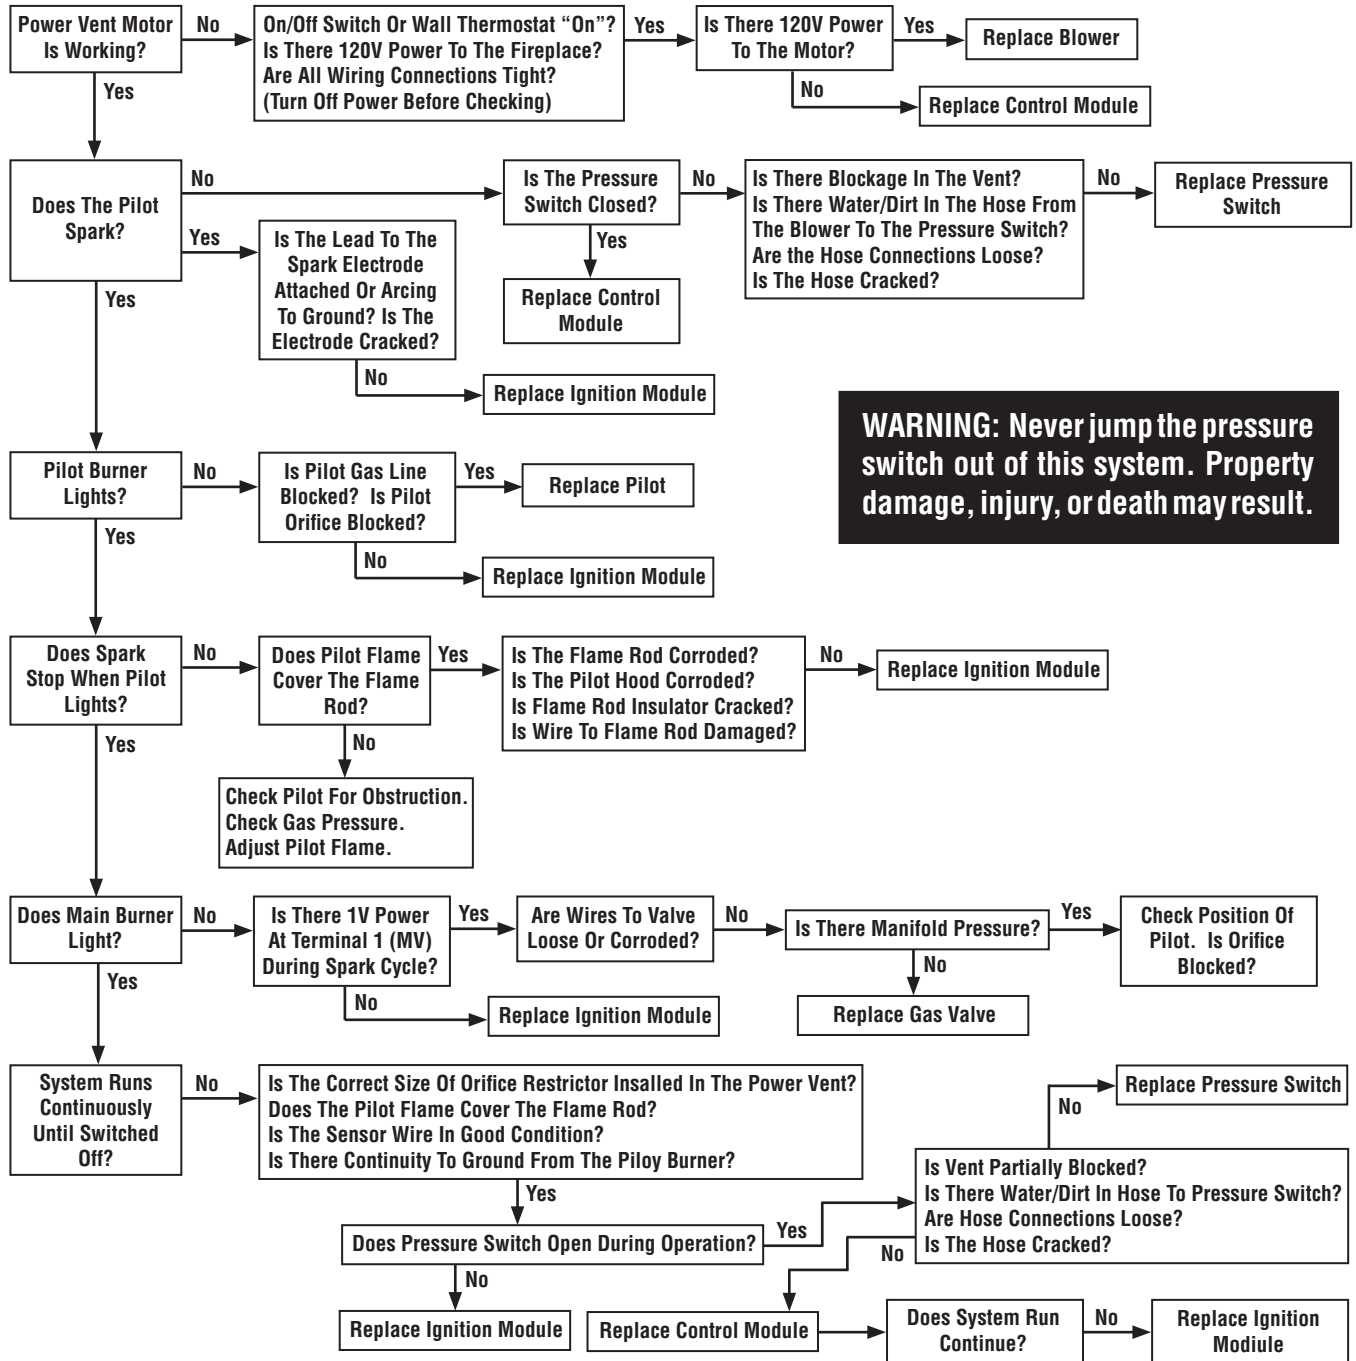 Power Vent Motor
Is Working?
No
On/Off Switch Or Wall Thermostat “On”?
Is There 120V Power To The Fireplace?
Are All Wiring Connections Tight?
(Turn Off Power Before Checking)
Yes
Is There 120V Power
To The Motor?
Yes
Replace Blower
No
Replace Control Module
Yes
Does The Pilot
Spark?
No
Is The Pressure
Switch Closed?
No
Is There Blockage In The Vent?
Is There Water/Dirt In The Hose From
The Blower To The Pressure Switch?
Are the Hose Connections Loose?
Is The Hose Cracked?
No
Replace Pressure
Switch
Yes
Replace Control
Module
Yes
Is The Lead To The
Spark Electrode
Attached Or Arcing
To Ground? Is The
Electrode Cracked?
No
Replace Ignition Module
Yes
WARNING: Never jump the pressure
switch out of this system. Property
damage, injury, or death may result.
Pilot Burner
Lights?
No
Is Pilot Gas Line
Blocked? Is Pilot
Orifice Blocked?
Yes
Replace Pilot
No
Replace Ignition Module
Yes
Does Spark
Stop When Pilot
Lights?
No
Does Pilot Flame
Cover The Flame
Rod?
Yes
Is The Flame Rod Corroded?
Is The Pilot Hood Corroded?
Is Flame Rod Insulator Cracked?
Is Wire To Flame Rod Damaged?
No
Replace Ignition Module
No
Check Pilot For Obstruction.
Check Gas Pressure.
Adjust Pilot Flame.
Yes
Does Main Burner
Light?
No
Is There 1V Power
At Terminal 1 (MV)
During Spark Cycle?
Yes
Are Wires To Valve
Loose Or Corroded?
No
Is There Manifold Pressure?
Yes
Check Position Of
Pilot. Is Orifice
Blocked?
No
Replace Gas Valve
No
Replace Ignition Module
Yes
System Runs
Continuously
Until Switched
Off?
No
Is The Correct Size Of Orifice Restrictor Insalled In The Power Vent?
Does The Pilot Flame Cover The Flame Rod?
Is The Sensor Wire In Good Condition?
Is There Continuity To Ground From The Piloy Burner?
Yes
Does Pressure Switch Open During Operation?
Yes
Is Vent Partially Blocked?
Is There Water/Dirt In Hose To Pressure Switch?
Are Hose Connections Loose?
Is The Hose Cracked?
No
Replace Pressure Switch
No
Replace Ignition Module
No
Replace Control Module
Does System Run
Continue?
No
Replace Ignition
Modiule